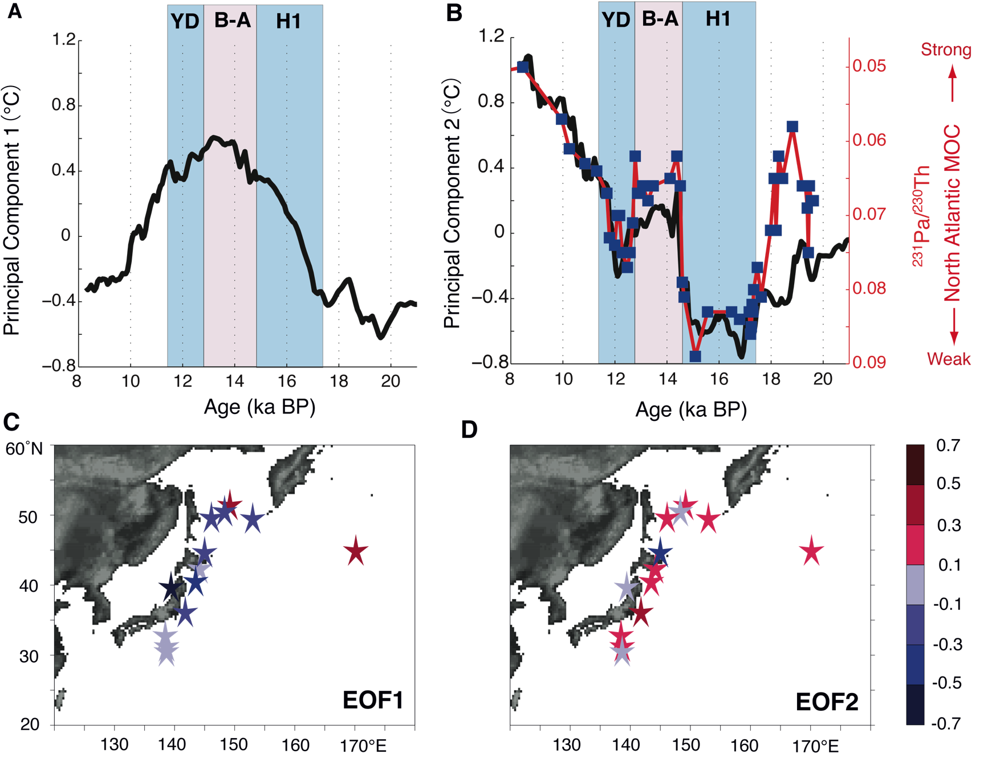 A
YD
B-A
H1
1.2
0.8
0.4
0
−0.4
−0.8
8
10
12
14
16
18
20
Principal Component 1 (°C)
Age (ka BP)
B
YD
B-A
H1
1.2
0.8
0.4
0
−0.4
−0.8
8
10
12
14
16
18
20
Principal Component 2 (°C)
Age (ka BP)
0.05
0.06
0.07
0.08
0.09
231Pa/230Th
Strong
North Atlantic MOC
Weak
C
60°N
50
40
30
20
130
140
150
160
170°E
EOF1
D
130
140
150
160
170°E
EOF2
0.7
0.5
0.3
0.1
-0.1
-0.3
-0.5
-0.7